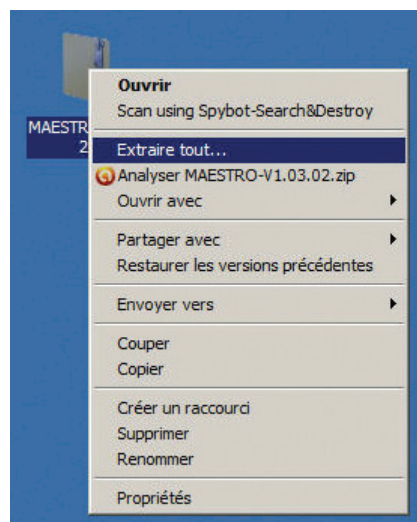 MAESTR
2
Ouvrir
Scan using Spybot-Search&Destroy
Extraire tout...
Analyser MAESTRO-V1.03.02.zip
Ouvrir avec
Partager avec
Restaurer les versions précédentes
Envoyer vers
Couper
Copier
Créer un raccourci
Supprimer
Renommer
Propriétés